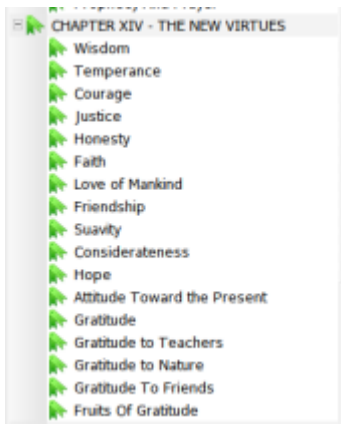 CHAPTER XIV - THE NEW VIRTUES
Wisdom
Temperance
Courage
Justice
Honesty
Faith
Love of Mankind
Friendship
Suavity
Considerateness
Hope
Attitude Toward the Present
Gratitude
Gratitude to Teachers
Gratitude to Nature
Gratitude To Friends
Fruits Of Gratitude